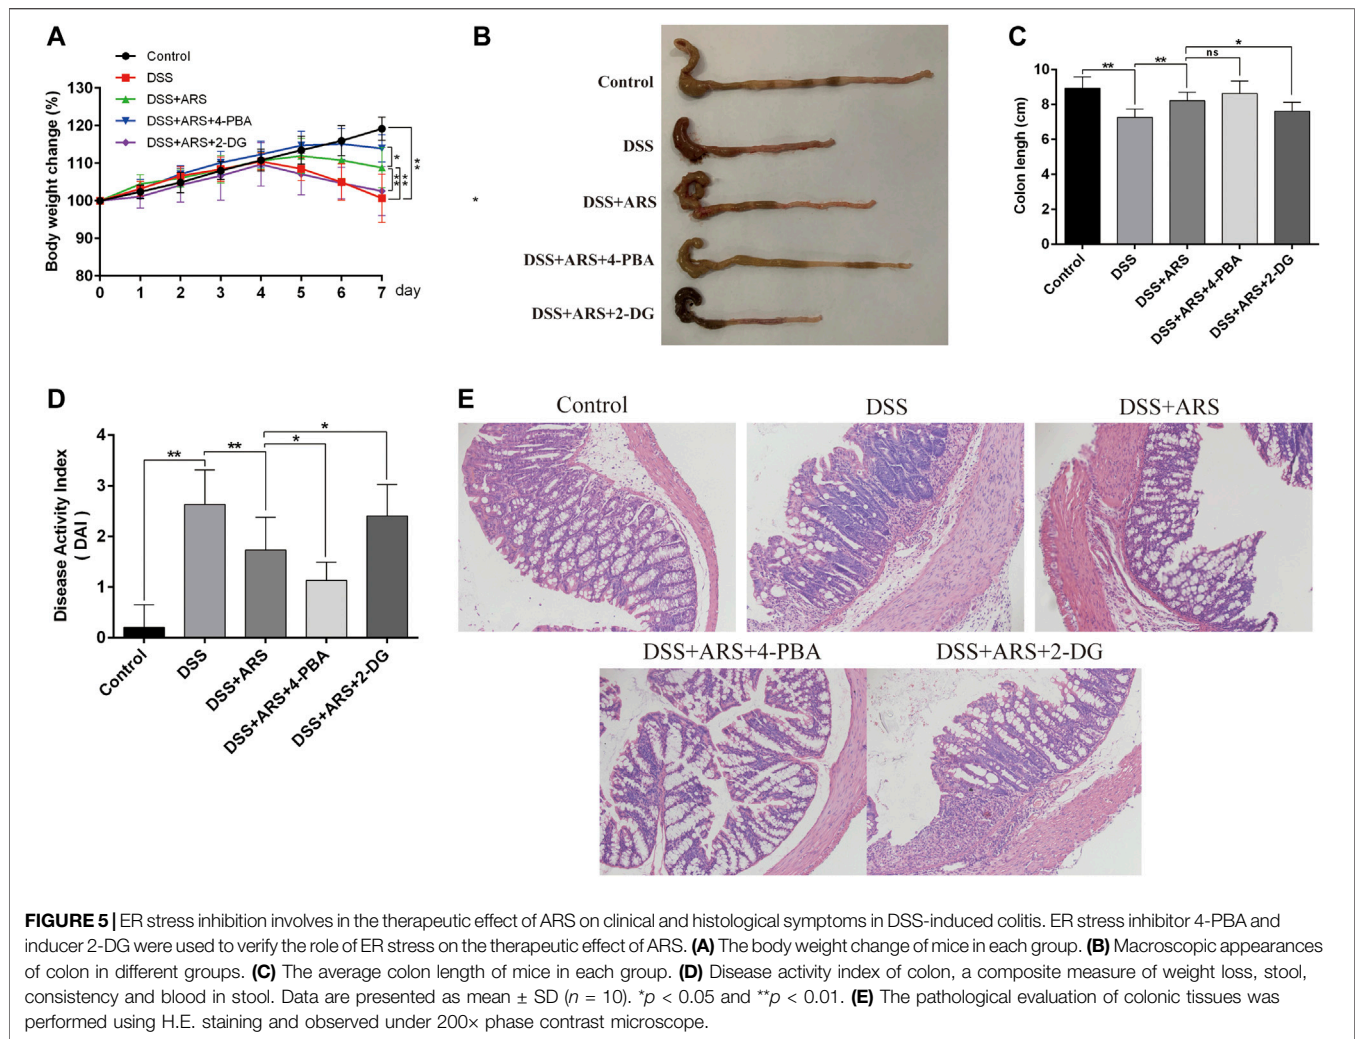 A
Control
DSS
DSS+ARS
DSS+ARS+4-PBA
DSS+ARS+2-DG
Body weight change (%)
130
120
110
100
90
80
0 1 2 3 4 5 6 7 day
**
*
**
**
*
B
Control
DSS
DSS+ARS
DSS+ARS+4-PBA
DSS+ARS+2-DG
C
Colon lengh (cm)
10
8
6
4
2
0
** ** ns *
Control DSS DSS+ARS DSS+ARS+4-PBA DSS+ARS+2-DG
D
Disease Activity Index
( DAI )
4
3
2
1
0
** ** * *
Control DSS DSS+ARS DSS+ARS+4-PBA DSS+ARS+2-DG
E
Control DSS DSS+ARS
DSS+ARS+4-PBA DSS+ARS+2-DG
FIGURE 5 | ER stress inhibition involves in the therapeutic effect of ARS on clinical and histological symptoms in DSS-induced colitis. ER stress inhibitor 4-PBA and
inducer 2-DG were used to verify the role of ER stress on the therapeutic effect of ARS. (A) The body weight change of mice in each group. (B) Macroscopic appearances
of colon in different groups. (C) The average colon length of mice in each group. (D) Disease activity index of colon, a composite measure of weight loss, stool,
consistency and blood in stool. Data are presented as mean ± SD (n = 10). *p < 0.05 and **p < 0.01. (E) The pathological evaluation of colonic tissues was
performed using H.E. staining and observed under 200× phase contrast microscope.